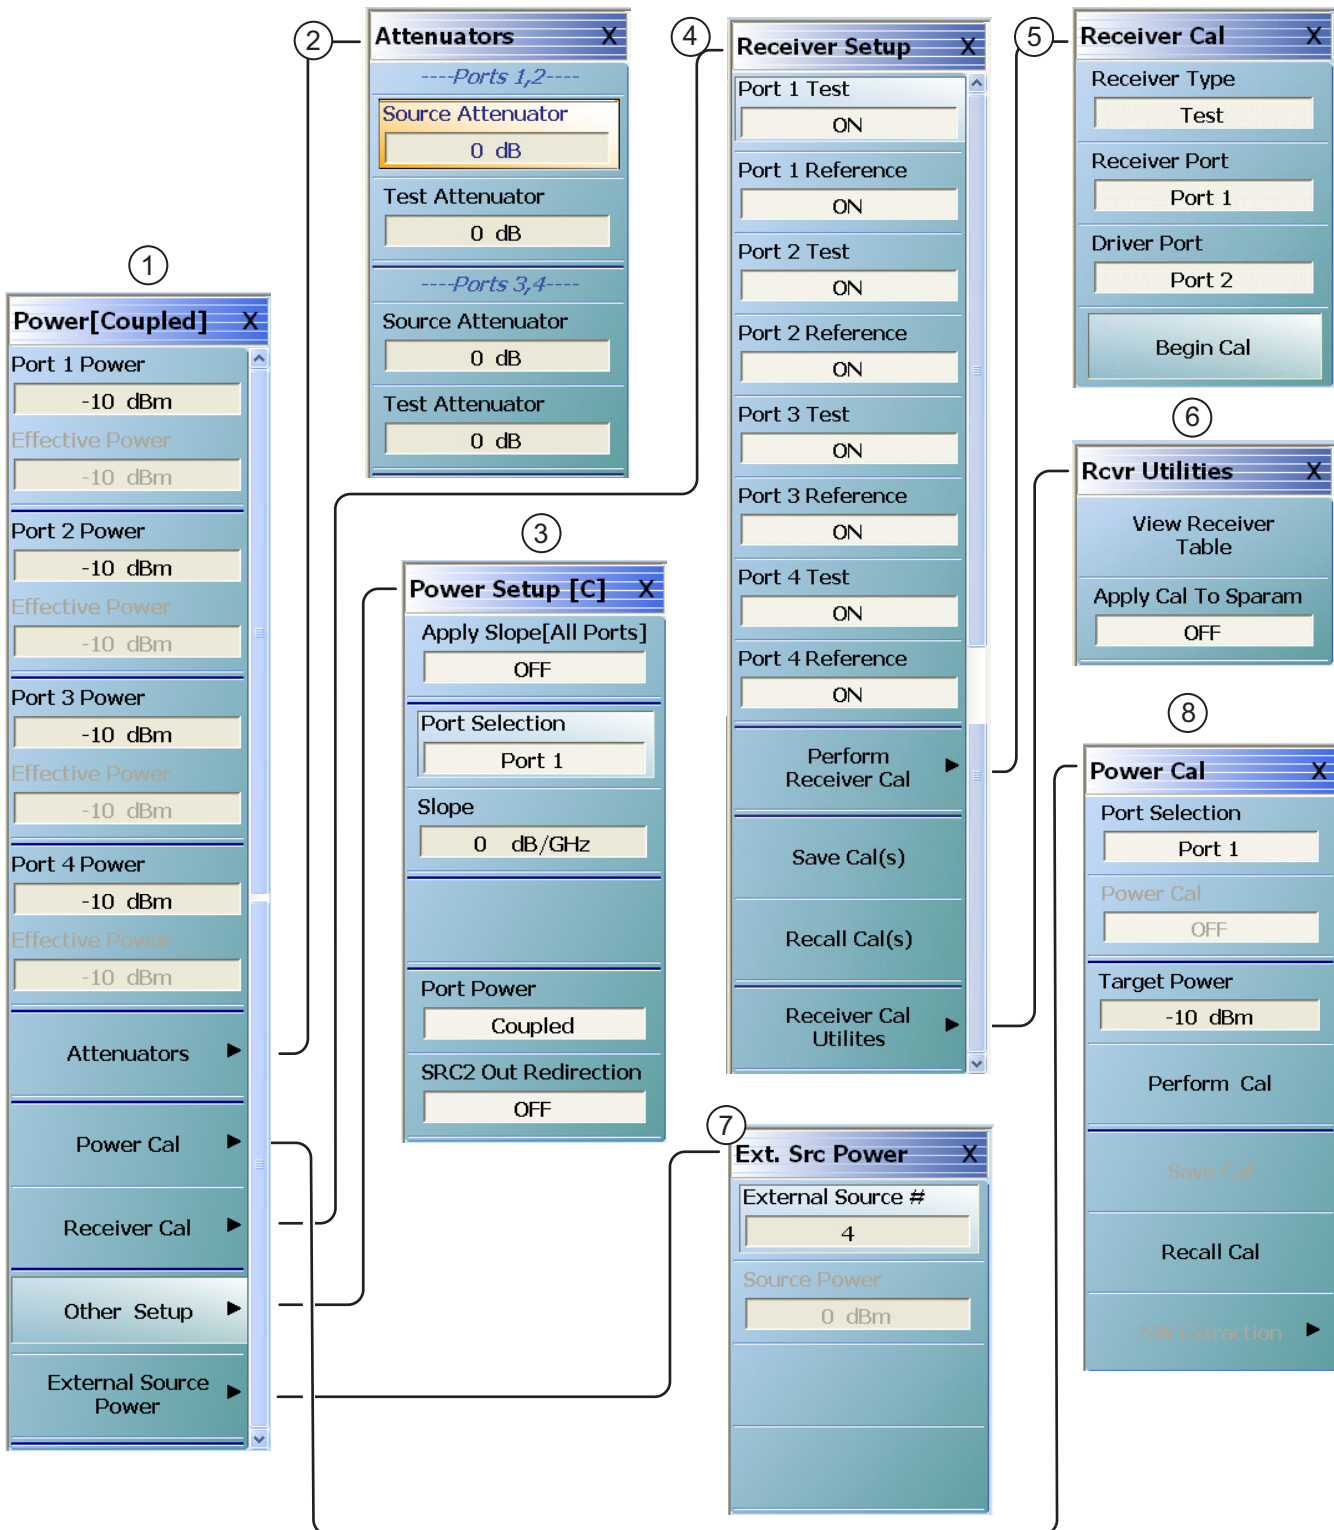 1
Power[Coupled] X
Port 1 Power
-10 dBm
Effective Power
-10 dBm
Port 2 Power
-10 dBm
Effective Power
-10 dBm
Port 3 Power
-10 dBm
Effective Power
-10 dBm
Port 4 Power
-10 dBm
Effective Power
-10 dBm
Attenuators
Power Cal
Receiver Cal
Other Setup
External Source
Power
2
Attenuators X
----Ports 1,2----
Source Attenuator
0 dB
Test Attenuator
0 dB
----Ports 3,4----
Source Attenuator
0 dB
Test Attenuator
0 dB
3
Power Setup [C] X
Apply Slope[All Ports]
OFF
Port Selection
Port 1
Slope
0 dB/GHz
Port Power
Coupled
SRC2 Out Redirection
OFF
4
Receiver Setup X
Port 1 Test
ON
Port 1 Reference
ON
Port 2 Test
ON
Port 2 Reference
ON
Port 3 Test
ON
Port 3 Reference
ON
Port 4 Test
ON
Port 4 Reference
ON
Perform
Receiver Cal
Save Cal(s)
Recall Cal(s)
Receiver Cal
Utilites
5
Receiver Cal X
Receiver Type
Test
Receiver Port
Port 1
Driver Port
Port 2
Begin Cal
6
Rcvr Utilities X
View Receiver
Table
Apply Cal To Sparam
OFF
7
Ext. Src Power X
External Source #
4
Source Power
0 dBm
8
Power Cal X
Port Selection
Port 1
Power Cal
OFF
Target Power
-10 dBm
Perform Cal
Save Cal
Recall Cal
NW Extraction